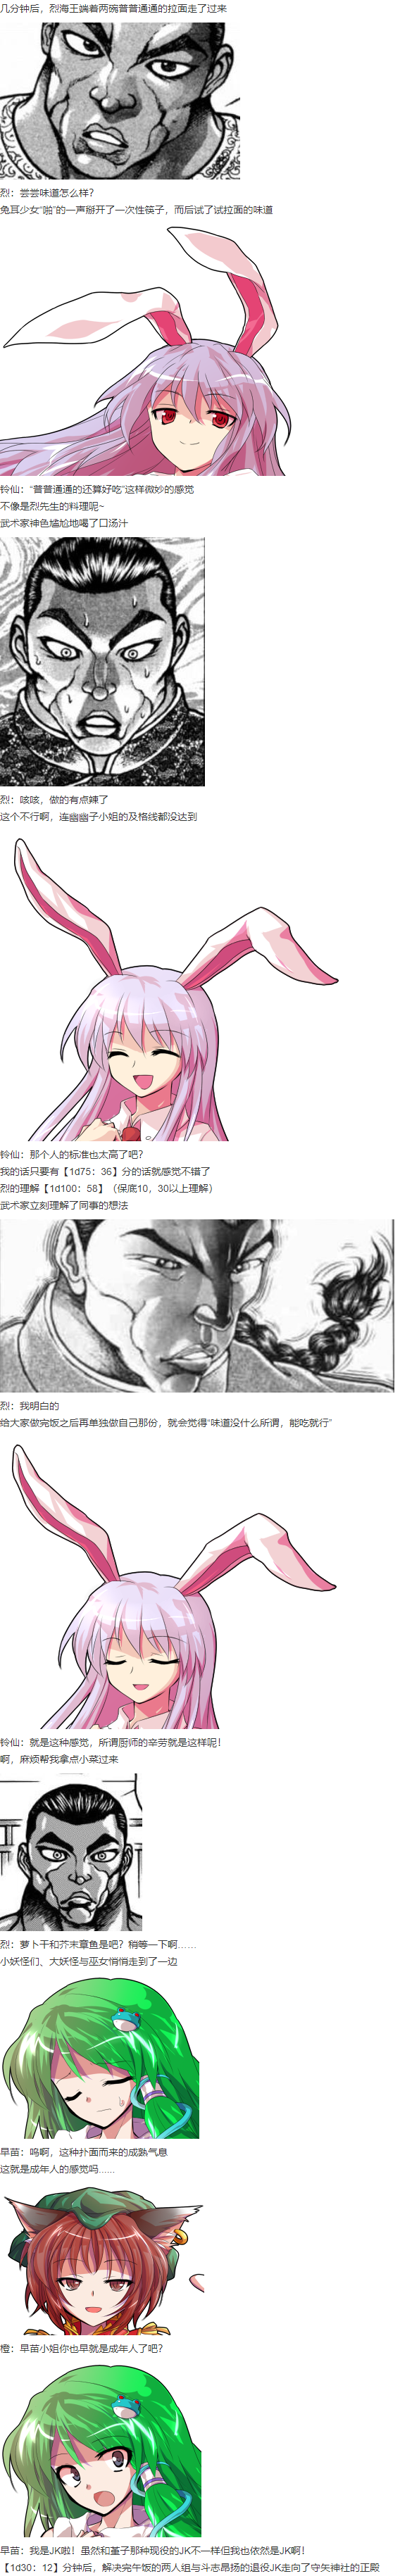 几分钟后，烈海王端着两碗普普通通的拉面走了过来
烈：尝尝味道怎么样？
兔耳少女“啪”的一声掰开了一次性筷子，而后试了试拉面的味道
铃仙：“普普通通的还算好吃”这样微妙的感觉
不像是烈先生的料理呢~
武术家神色尴尬地喝了口汤汁
烈：咳咳，做的有点辣了
这个不行啊，连幽幽子小姐的及格线都没达到
铃仙：那个人的标准也太高了吧？
我的话只要有【1d75：36】分的话就感觉不错了
烈的理解【1d100：58】（保底10，30以上理解）
武术家立刻理解了同事的想法
烈：我明白的
给大家做完饭之后再单独做自己那份，就会觉得“味道没什么所谓，能吃就行”
铃仙：就是这种感觉，所谓厨师的辛劳就是这样呢！
啊，麻烦帮我拿点小菜过来
烈：萝卜干和芥末章鱼是吧？稍等一下啊……
小妖怪们、大妖怪与巫女悄悄走到了一边
早苗：呜啊，这种扑面而来的成熟气息
这就是成年人的感觉吗......
橙：早苗小姐你也早就是成年人了吧？
早苗：我是JK啦！虽然和堇子那种现役的JK不一样但我也依然是JK啊！
【1d30：12】分钟后，解决完午饭的两人组与斗志昂扬的退役JK走向了守矢神社的正殿